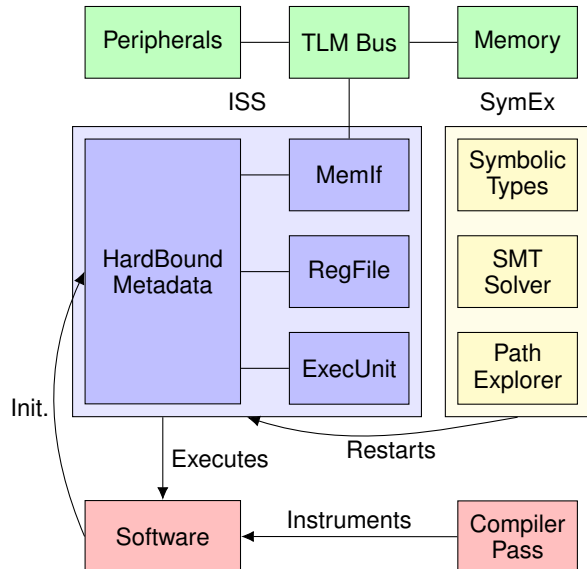 Peripherals
TLM Bus
Memory
ISS
SymEx
HardBound
Metadata
MemIf
RegFile
ExecUnit
Symbolic
Types
SMT
Solver
Path
Explorer
Init.
Executes
Restarts
Software
Instruments
Compiler
Pass